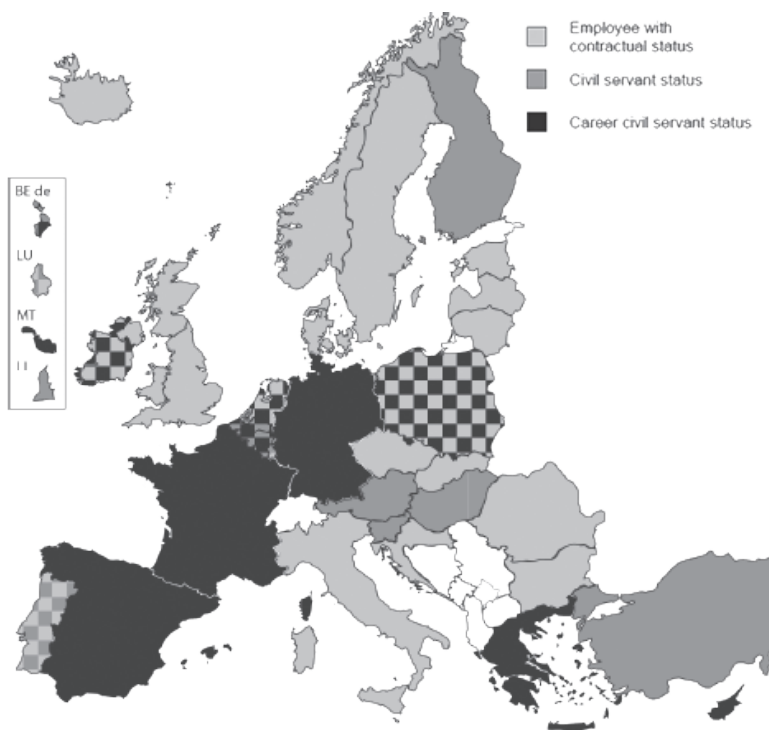 Employee with
contractual status
Civil servant status
Career civil servant status
BE de
LU
MT
LI